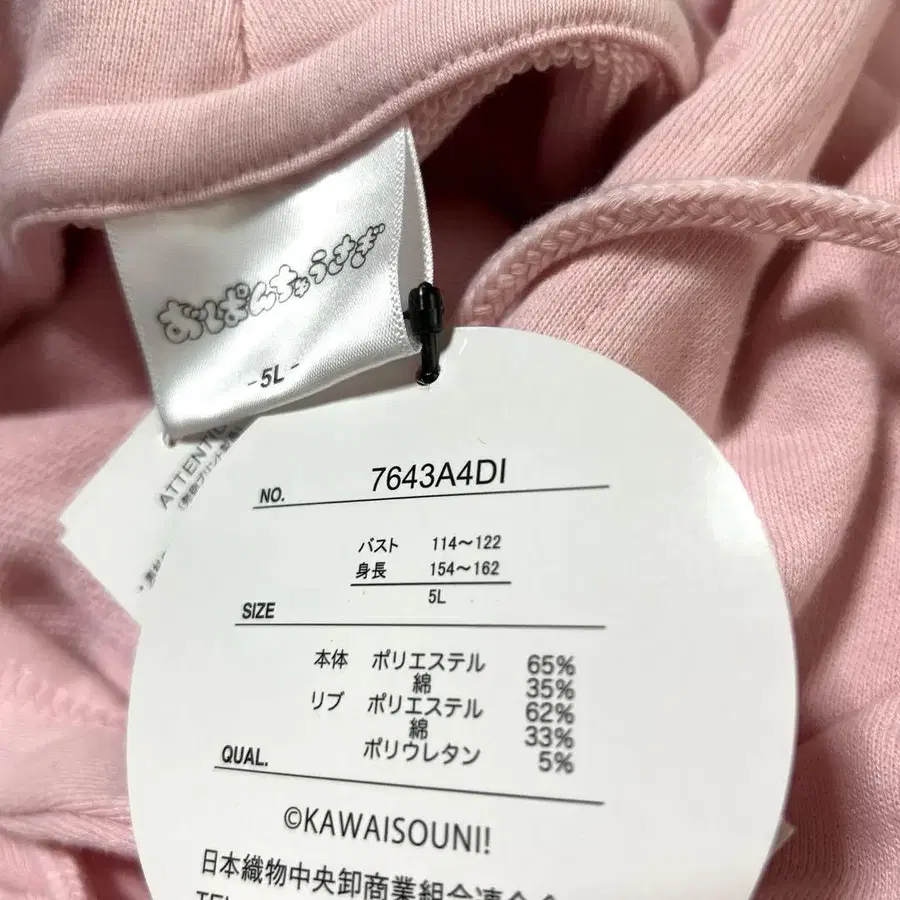 おぱんちゅうさぎ
-5L-
ATTENTION
NO. 7643A4DI
バスト 114～122
身長 154～162
5L
SIZE
本体 ポリエステル 65%
綿 35%
リブ ポリエステル 62%
綿 33%
ポリウレタン 5%
QUAL.
©KAWAISOUNI!
日本織物中央卸商業組合連合会
TEL